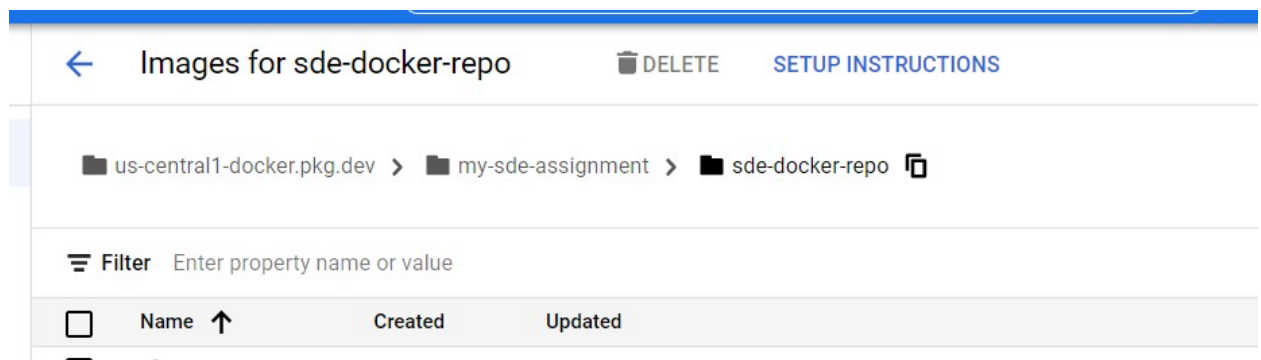 Images for sde-docker-repo DELETE SETUP INSTRUCTIONS
us-central1-docker.pkg.dev > my-sde-assignment > sde-docker-repo
Filter Enter property name or value
Name Created Updated